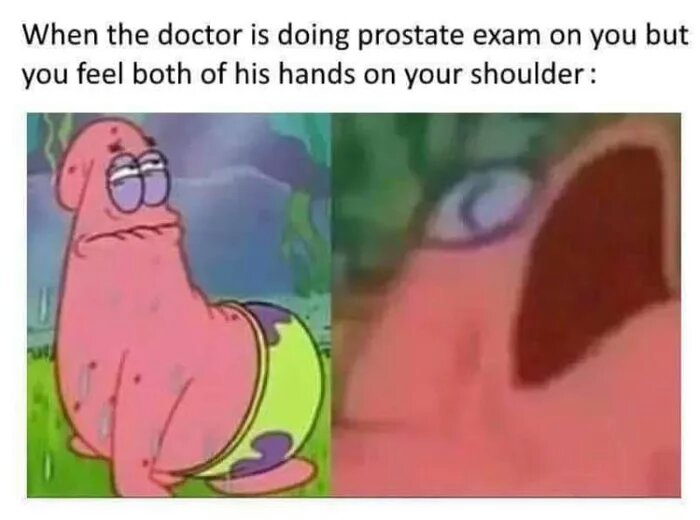 When the doctor is doing prostate exam on you but
you feel both of his hands on your shoulder: